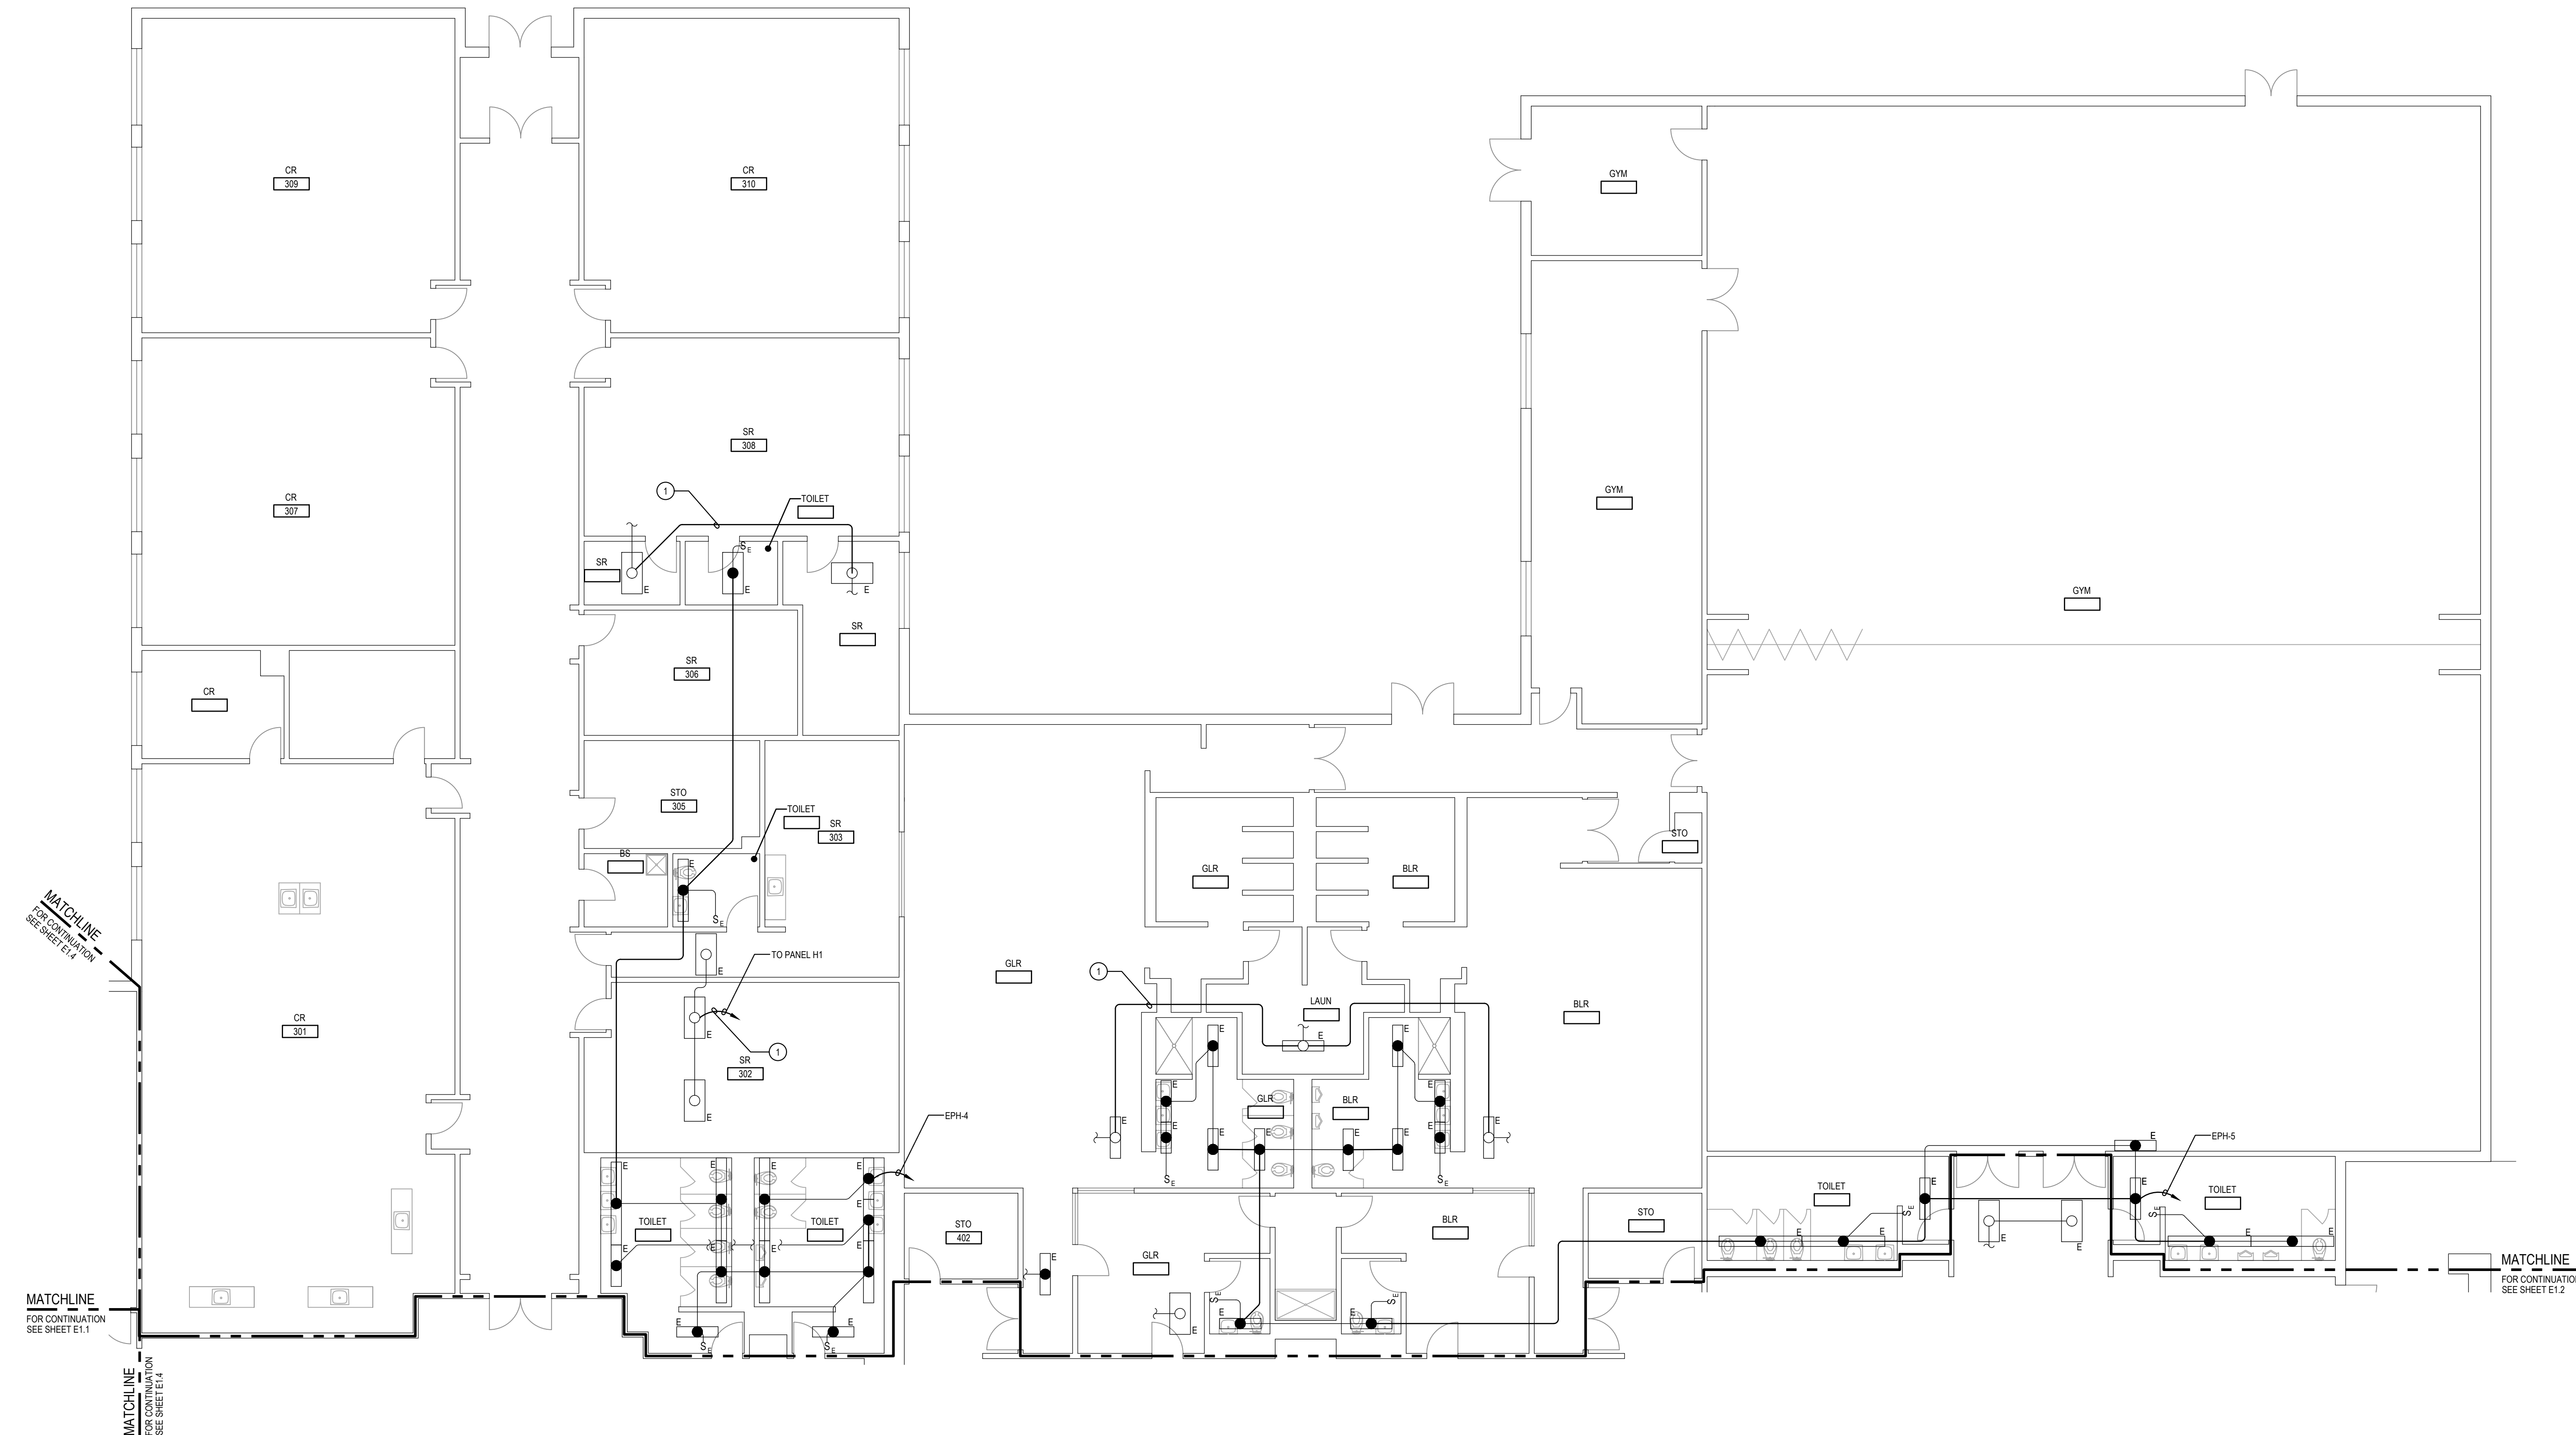 CR
309
CR
310
GYM
SR
308
CR
307
1
TOILET
GYM
S E
SR
E
E
E
GYM
SR
SR
306
CR
STO
305
TOILET
SR
303
STO
BS
E
GLR
BLR
S E
MATCHLINE
FOR CONTINUATION
SEE SHEET E1.4
TO PANEL H1
E
GLR
1
LAUN
BLR
CR
301
E
1
SR
302
E
E
E
E
E
GLR
BLR
E
EPH-4
E
E
E
E
E
E
E
E
E
EPH-5
S E
S E
E
E
E
E
E
E
TOILET
E
E
TOILET
E
E
TOILET
TOILET
STO
402
BLR
STO
S E
S E
E
E
E
E
E
E
E
E
E
E
E
E
GLR
E
MATCHLINE
FOR CONTINUATION
SEE SHEET E1.2
MATCHLINE
FOR CONTINUATION
SEE SHEET E1.1
S E
S E
E
E
E
E
E
S E
S E
MATCHLINE
FOR CONTINUATION
SEE SHEET E1.4